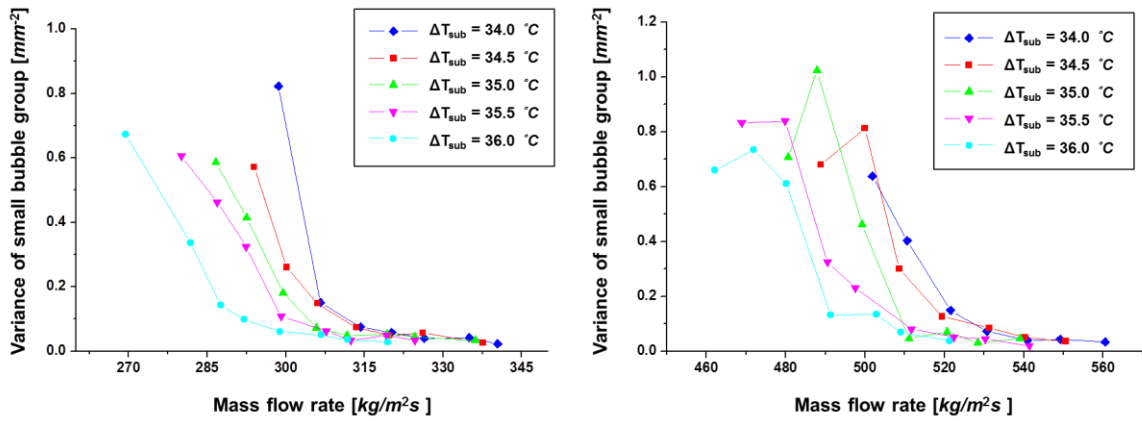 Variance of small bubble group [mm⁻²]
1.0
0.8
0.6
0.4
0.2
0.0
270 285 300 315 330 345
Mass flow rate [kg/m²s ]
ΔTsub = 34.0 °C
ΔTsub = 34.5 °C
ΔTsub = 35.0 °C
ΔTsub = 35.5 °C
ΔTsub = 36.0 °C
Variance of small bubble group [mm⁻²]
1.2
1.0
0.8
0.6
0.4
0.2
0.0
460 480 500 520 540 560
Mass flow rate [kg/m²s ]
ΔTsub = 34.0 °C
ΔTsub = 34.5 °C
ΔTsub = 35.0 °C
ΔTsub = 35.5 °C
ΔTsub = 36.0 °C